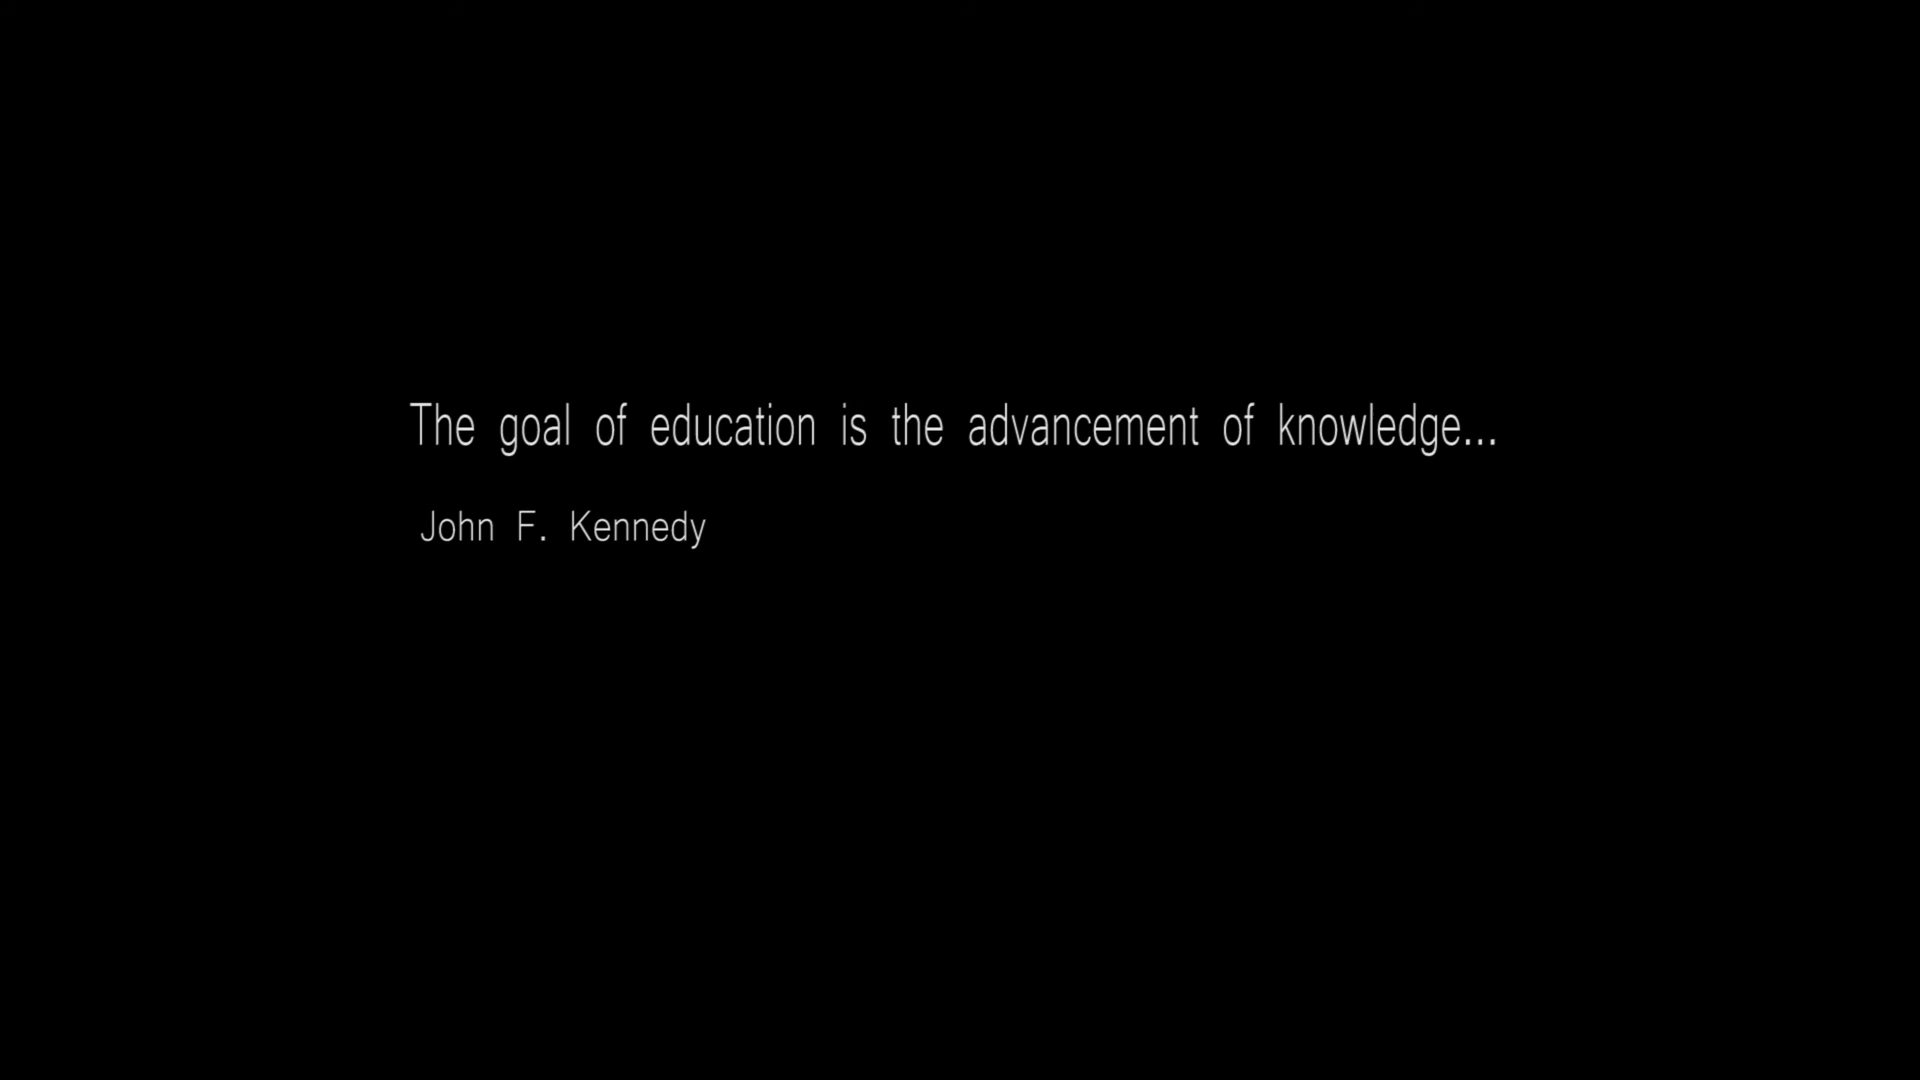 The goal of education is the advancement of knowledge...
John F. Kennedy